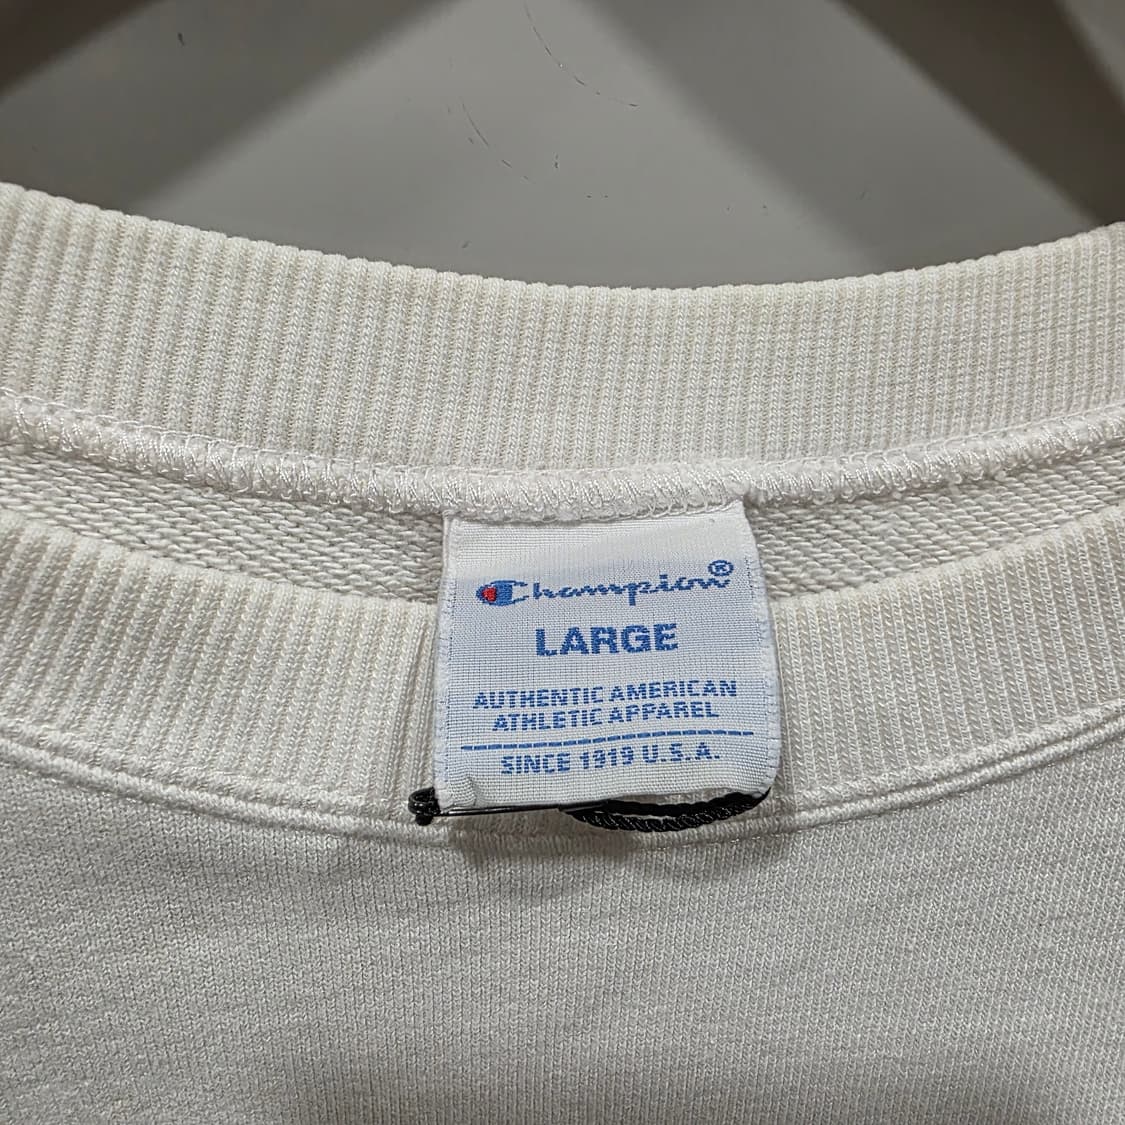 Champion®
LARGE
AUTHENTIC AMERICAN
ATHLETIC APPAREL
SINCE 1919 U.S.A.